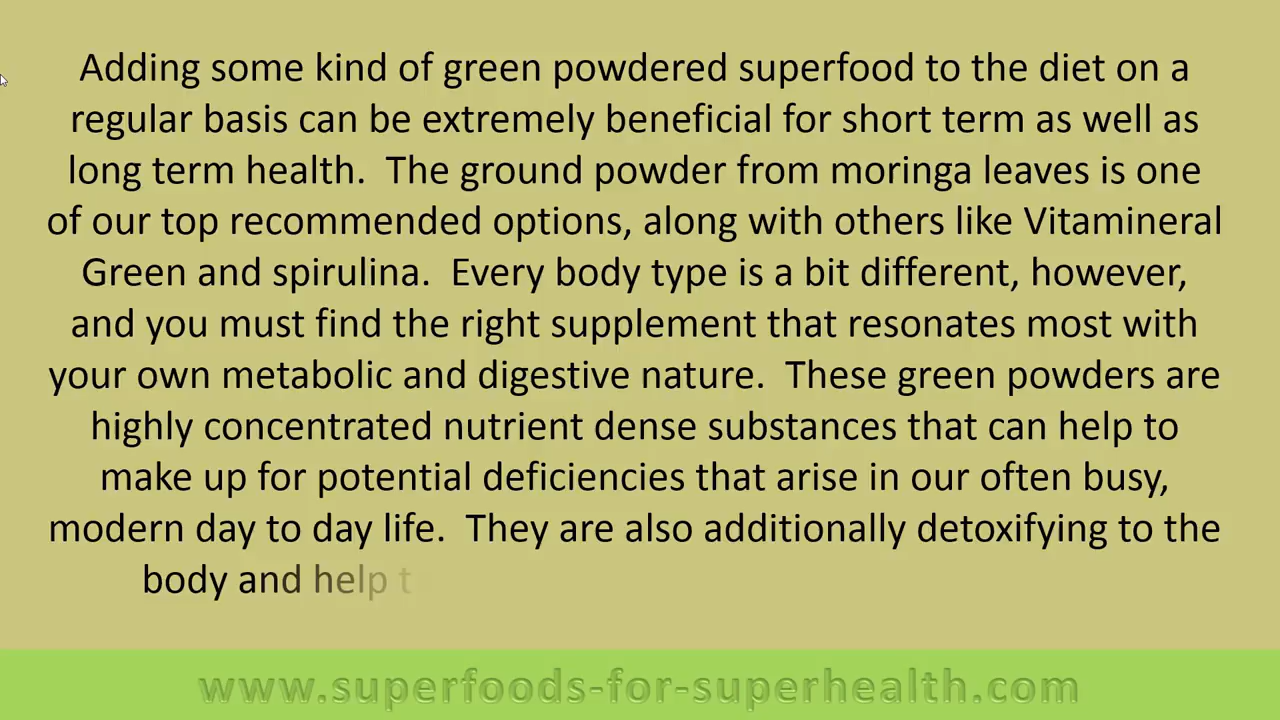 Adding some kind of green powdered superfood to the diet on a
regular basis can be extremely beneficial for short term as well as
long term health.  The ground powder from moringa leaves is one
of our top recommended options, along with others like Vitamineral
Green and spirulina.  Every body type is a bit different, however,
and you must find the right supplement that resonates most with
your own metabolic and digestive nature.  These green powders are
highly concentrated nutrient dense substances that can help to
make up for potential deficiencies that arise in our often busy,
modern day to day life.  They are also additionally detoxifying to the
body and help
www.superfoods-for-superhealth.com